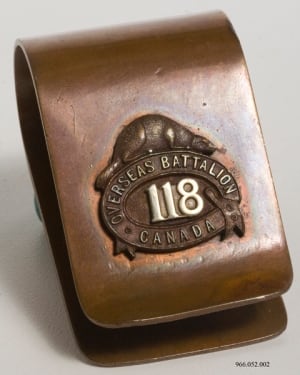 OVERSEAS BATTALION
118
CANADA
966.052.002